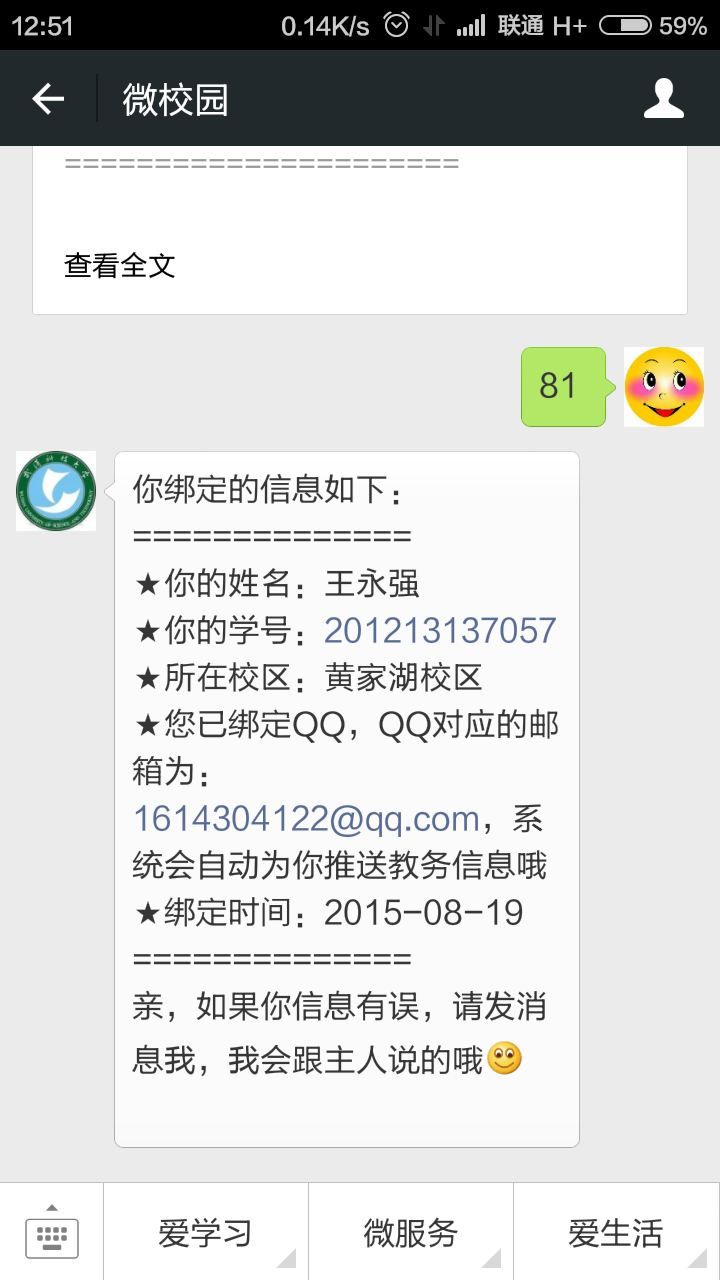 12:51 0.14K/s 联通 H+ 59%
微校园
======================
查看全文
81
你绑定的信息如下：
==============
★你的姓名：王永强
★你的学号：201213137057
★所在校区：黄家湖校区
★您已绑定QQ，QQ对应的邮
箱为：
1614304122@qq.com，系
统会自动为你推送教务信息哦
★绑定时间：2015-08-19
==============
亲，如果你信息有误，请发消
息我，我会跟主人说的哦
爱学习 微服务 爱生活